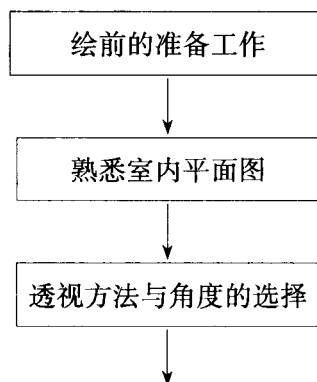 绘前的准备工作
熟悉室内平面图
透视方法与角度的选择